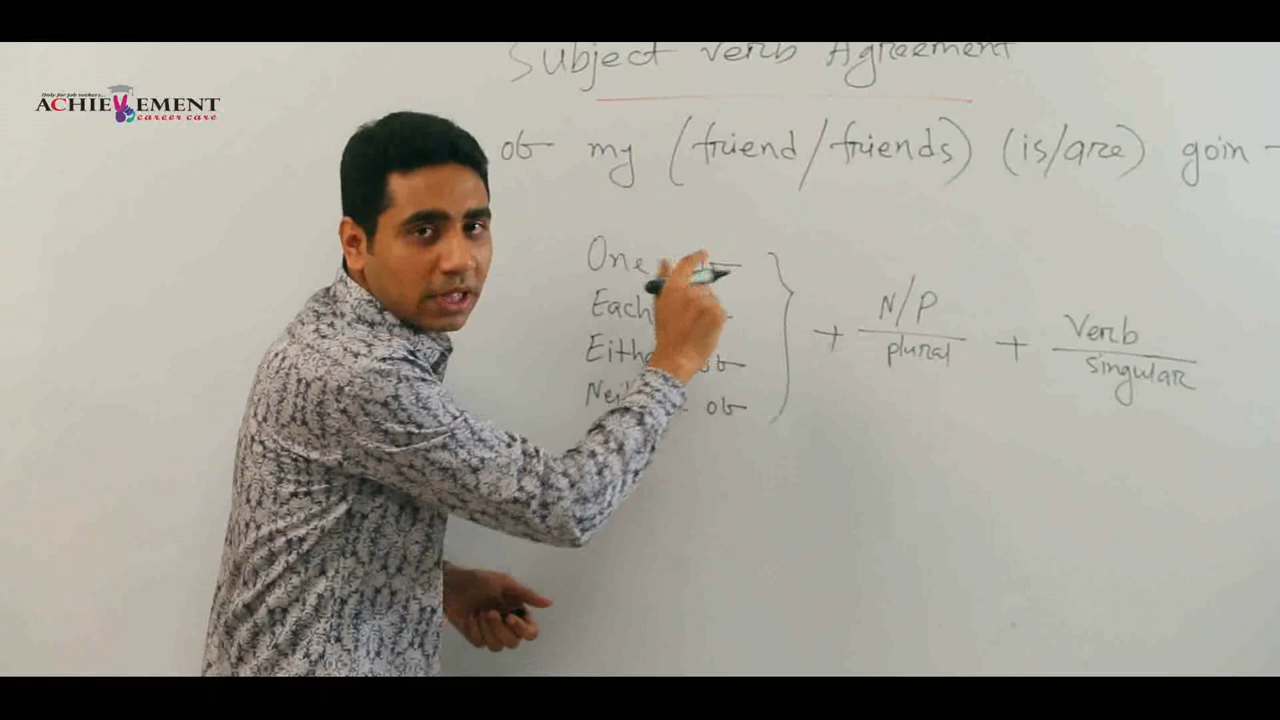 Subject Verb Agreement
Only for job seekers...
ACHIEVEMENT
career care
of my (friend/friends) (is/are) goin
One
Each
Eithe of
Nei of
+ N/P
plural
+ Verb
singular